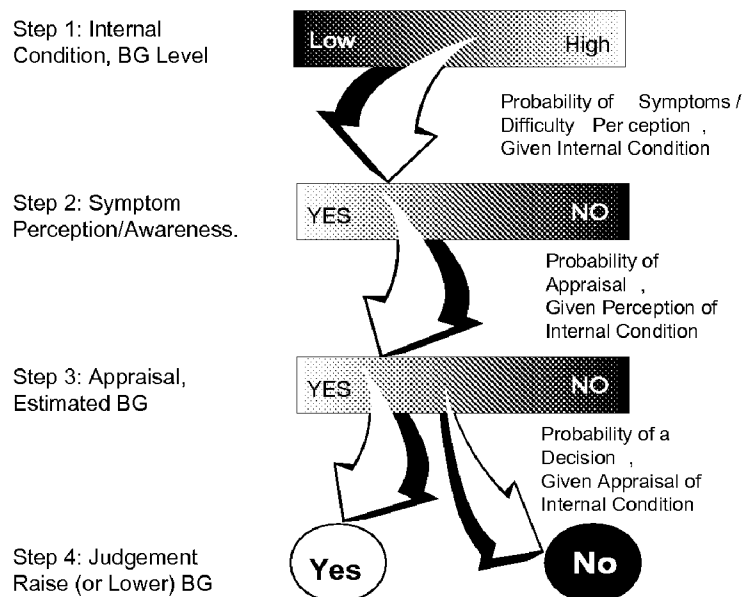 Step 1: Internal
Condition, BG Level
Low
High
Probability of Symptoms /
Difficulty Per ception ,
Given Internal Condition
Step 2: Symptom
Perception/Awareness.
YES
NO
Probability of
Appraisal ,
Given Perception of
Internal Condition
Step 3: Appraisal,
Estimated BG
YES
NO
Probability of a
Decision ,
Given Appraisal of
Internal Condition
Step 4: Judgement
Raise (or Lower) BG
Yes
No